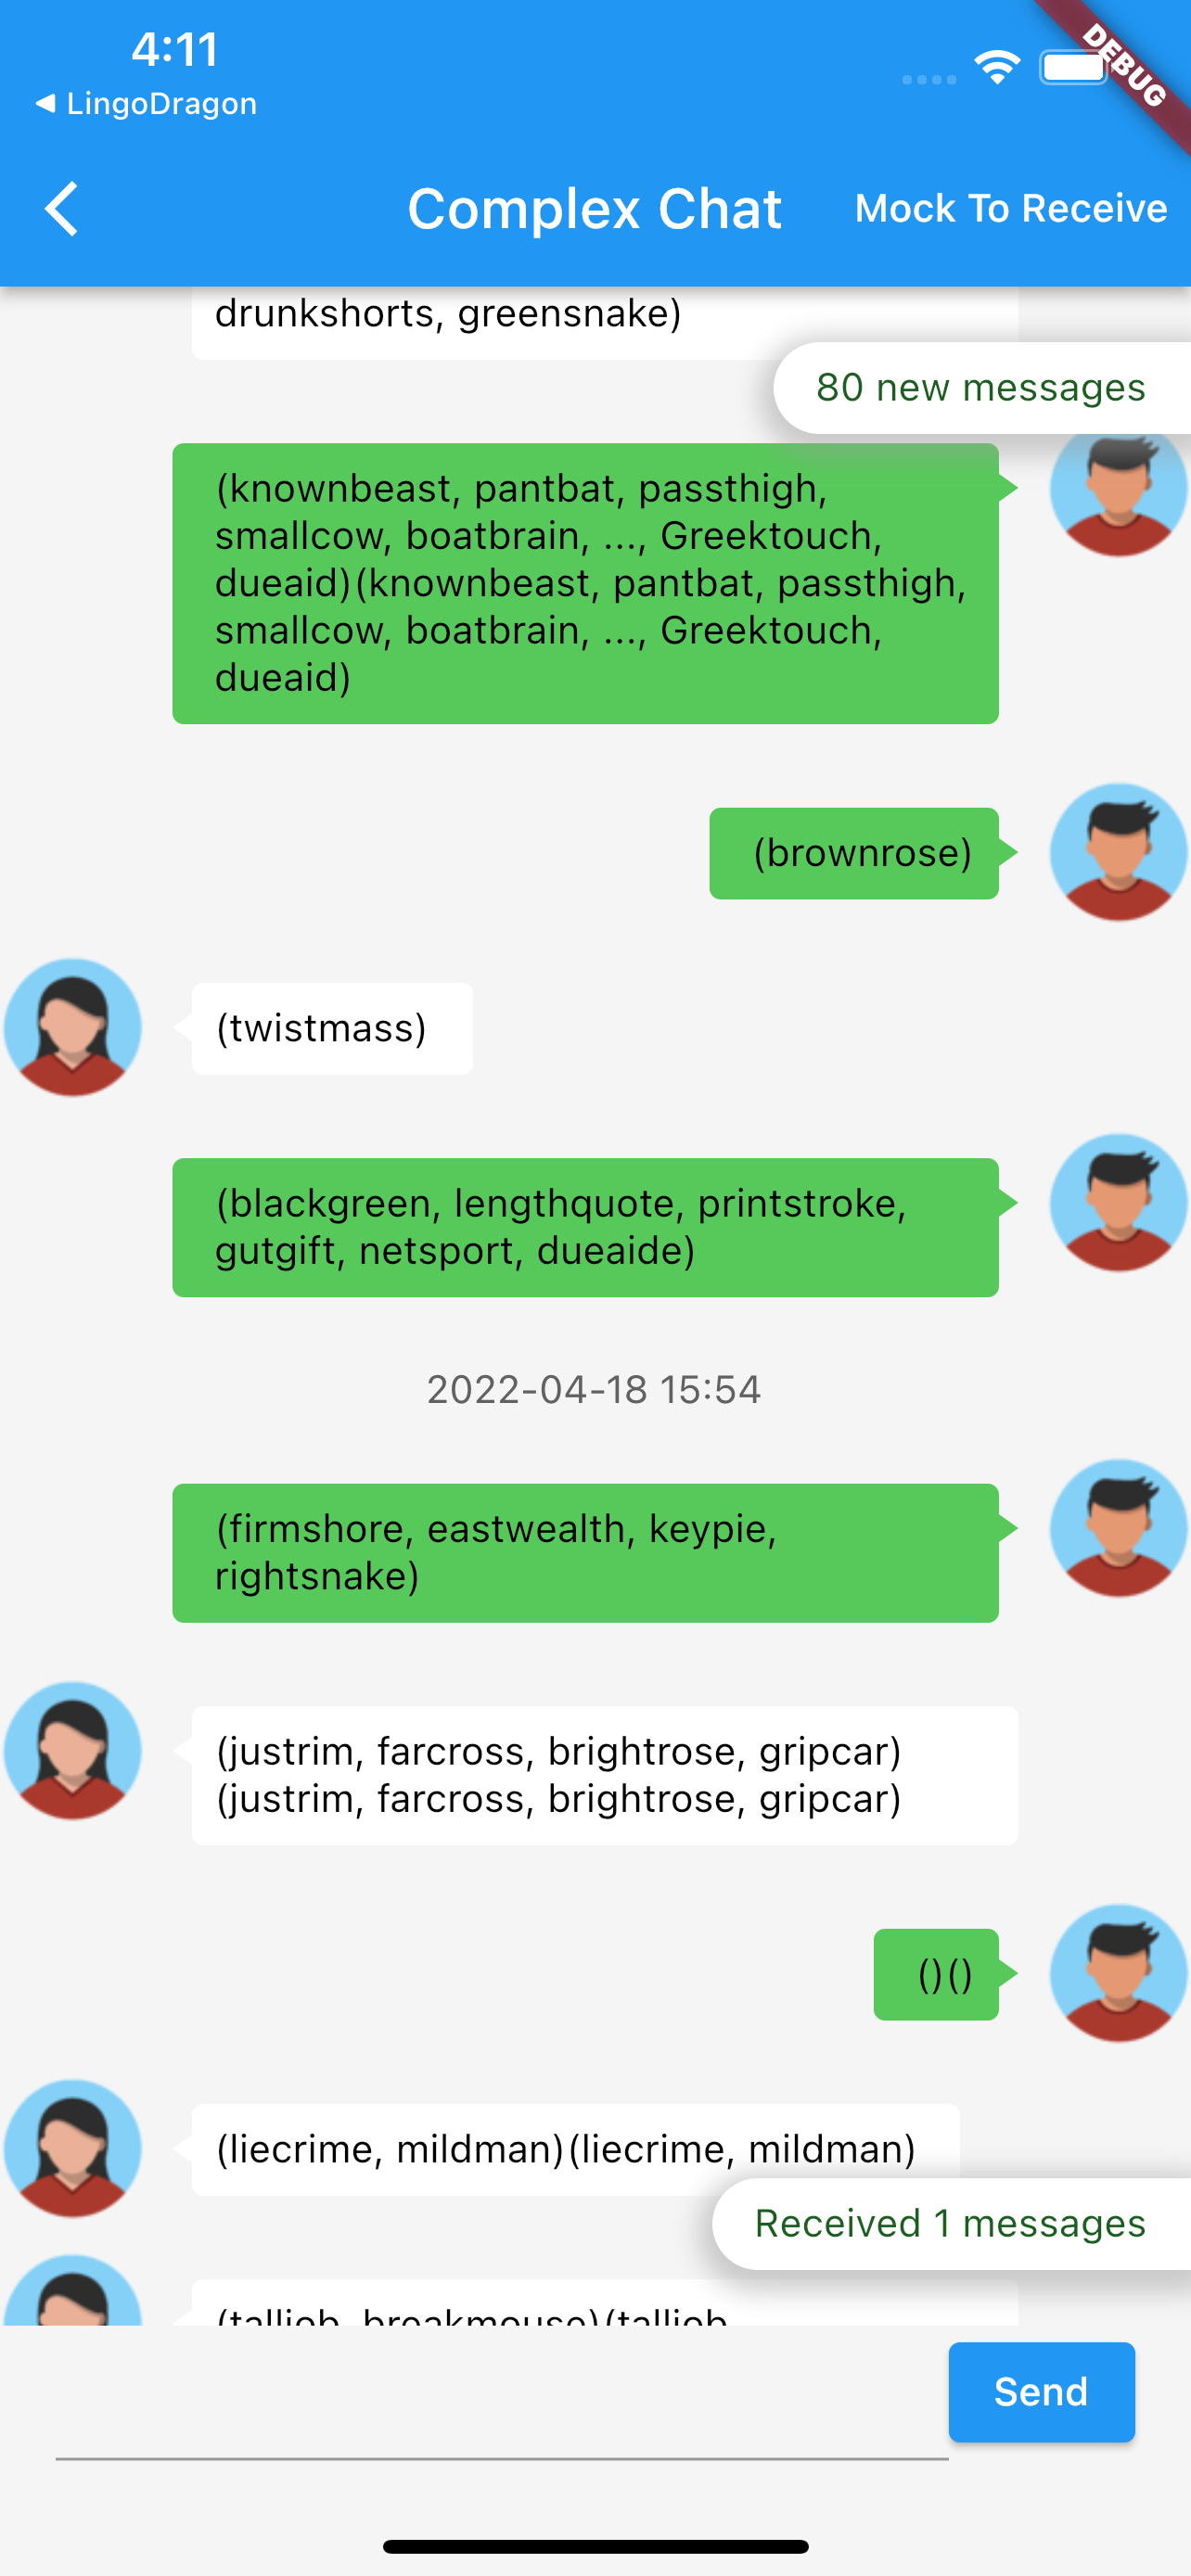 4:11
DEBUG
◀ LingoDragon
Complex Chat
Mock To Receive
drunkshorts, greensnake)
80 new messages
(knownbeast, pantbat, passthigh,
smallcow, boatbrain, ..., Greektouch,
dueaid)(knownbeast, pantbat, passthigh,
smallcow, boatbrain, ..., Greektouch,
dueaid)
(brownrose)
(twistmass)
(blackgreen, lengthquote, printstroke,
gutgift, netsport, dueaide)
2022-04-18 15:54
(firmshore, eastwealth, keypie,
rightsnake)
(justrim, farcross, brightrose, gripcar)
(justrim, farcross, brightrose, gripcar)
()()
(liecrime, mildman)(liecrime, mildman)
Received 1 messages
(talljob, breakmouse)(talljob,
Send